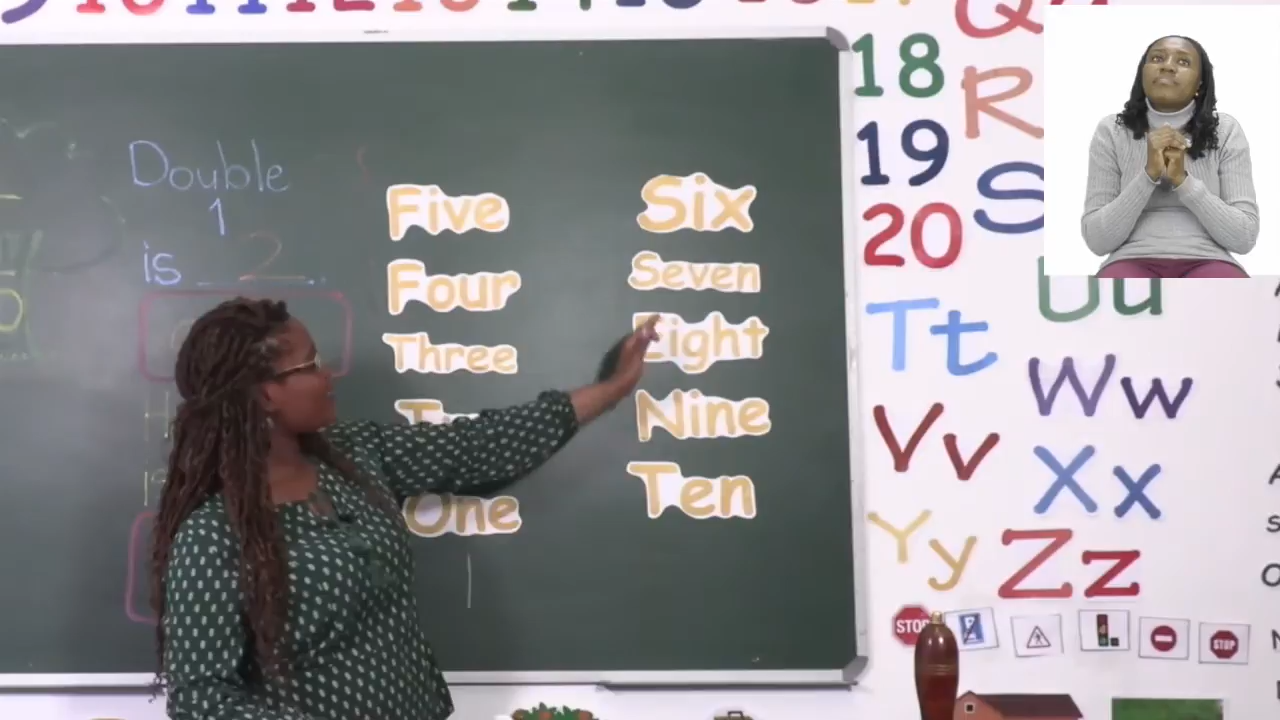 Double
1
is 2
Five
Four
Three
One
Six
Seven
Eight
Nine
Ten
18
19
20
R
S
Tt
Uu
Vv
Ww
Xx
Yy
Zz
STOP
STOP